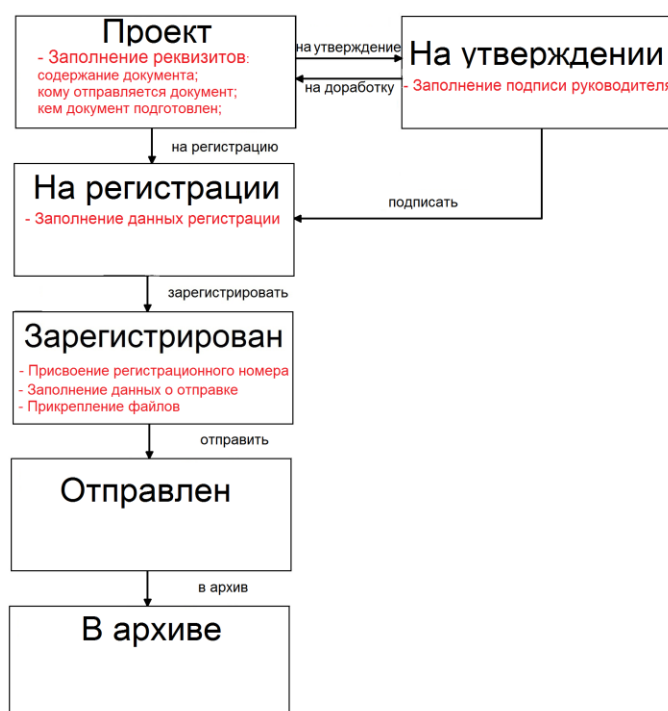 Проект
- Заполнение реквизитов:
содержание документа;
кому отправляется документ;
кем документ подготовлен;
на утверждение
на доработку
На утверждении
- Заполнение подписи руководителя
на регистрацию
На регистрации
- Заполнение данных регистрации
подписать
зарегистрировать
Зарегистрирован
- Присвоение регистрационного номера
- Заполнение данных о отправке
- Прикрепление файлов
отправить
Отправлен
в архив
В архиве